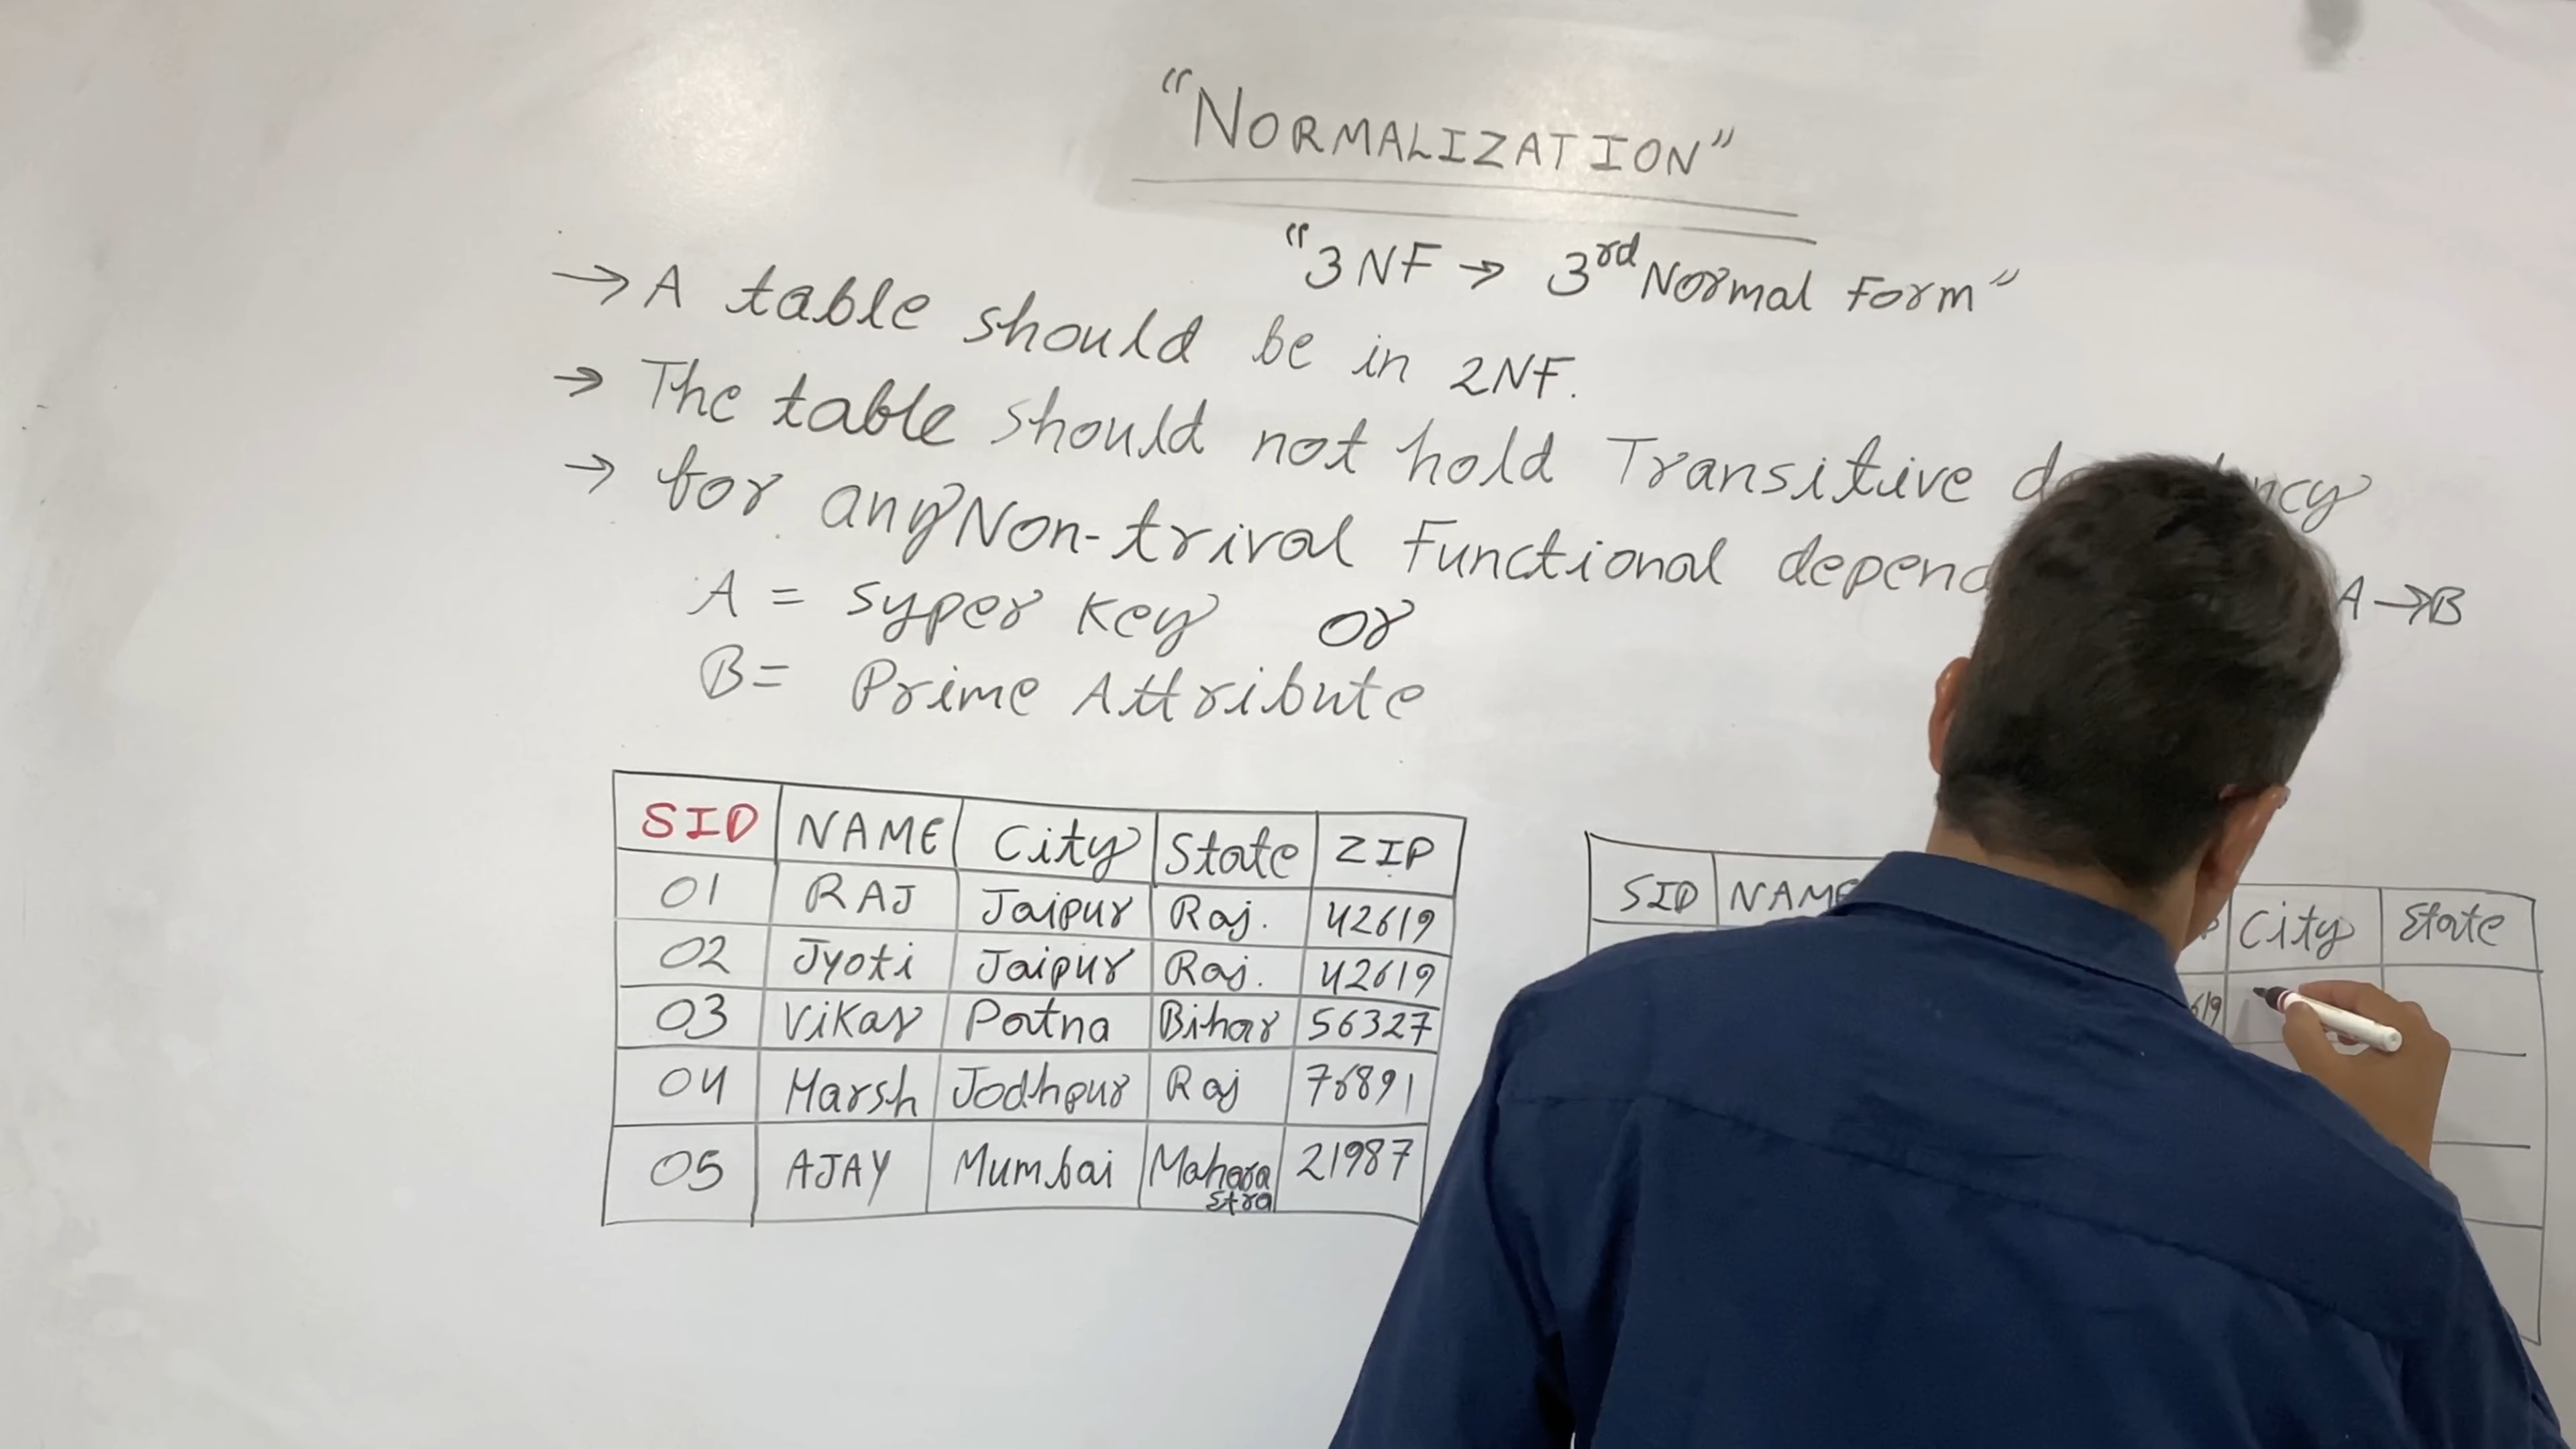 "NORMALIZATION"
"3NF → 3rd Normal Form"
→ A table should be in 2NF.
→ The table should not hold Transitive
→ for any Non-trival Functional A→B
A = Syper Key or
B = Prime Attribute
SID NAME City State ZIP
01 RAJ Jaipur Raj. 42619
02 Jyoti Jaipur Raj. 42619
03 Vikas Patna Bihar 56327
04 Harsh Jodhpur Raj 76891
05 AJAY Mumbai Maharastra 21987
SID NAME City State